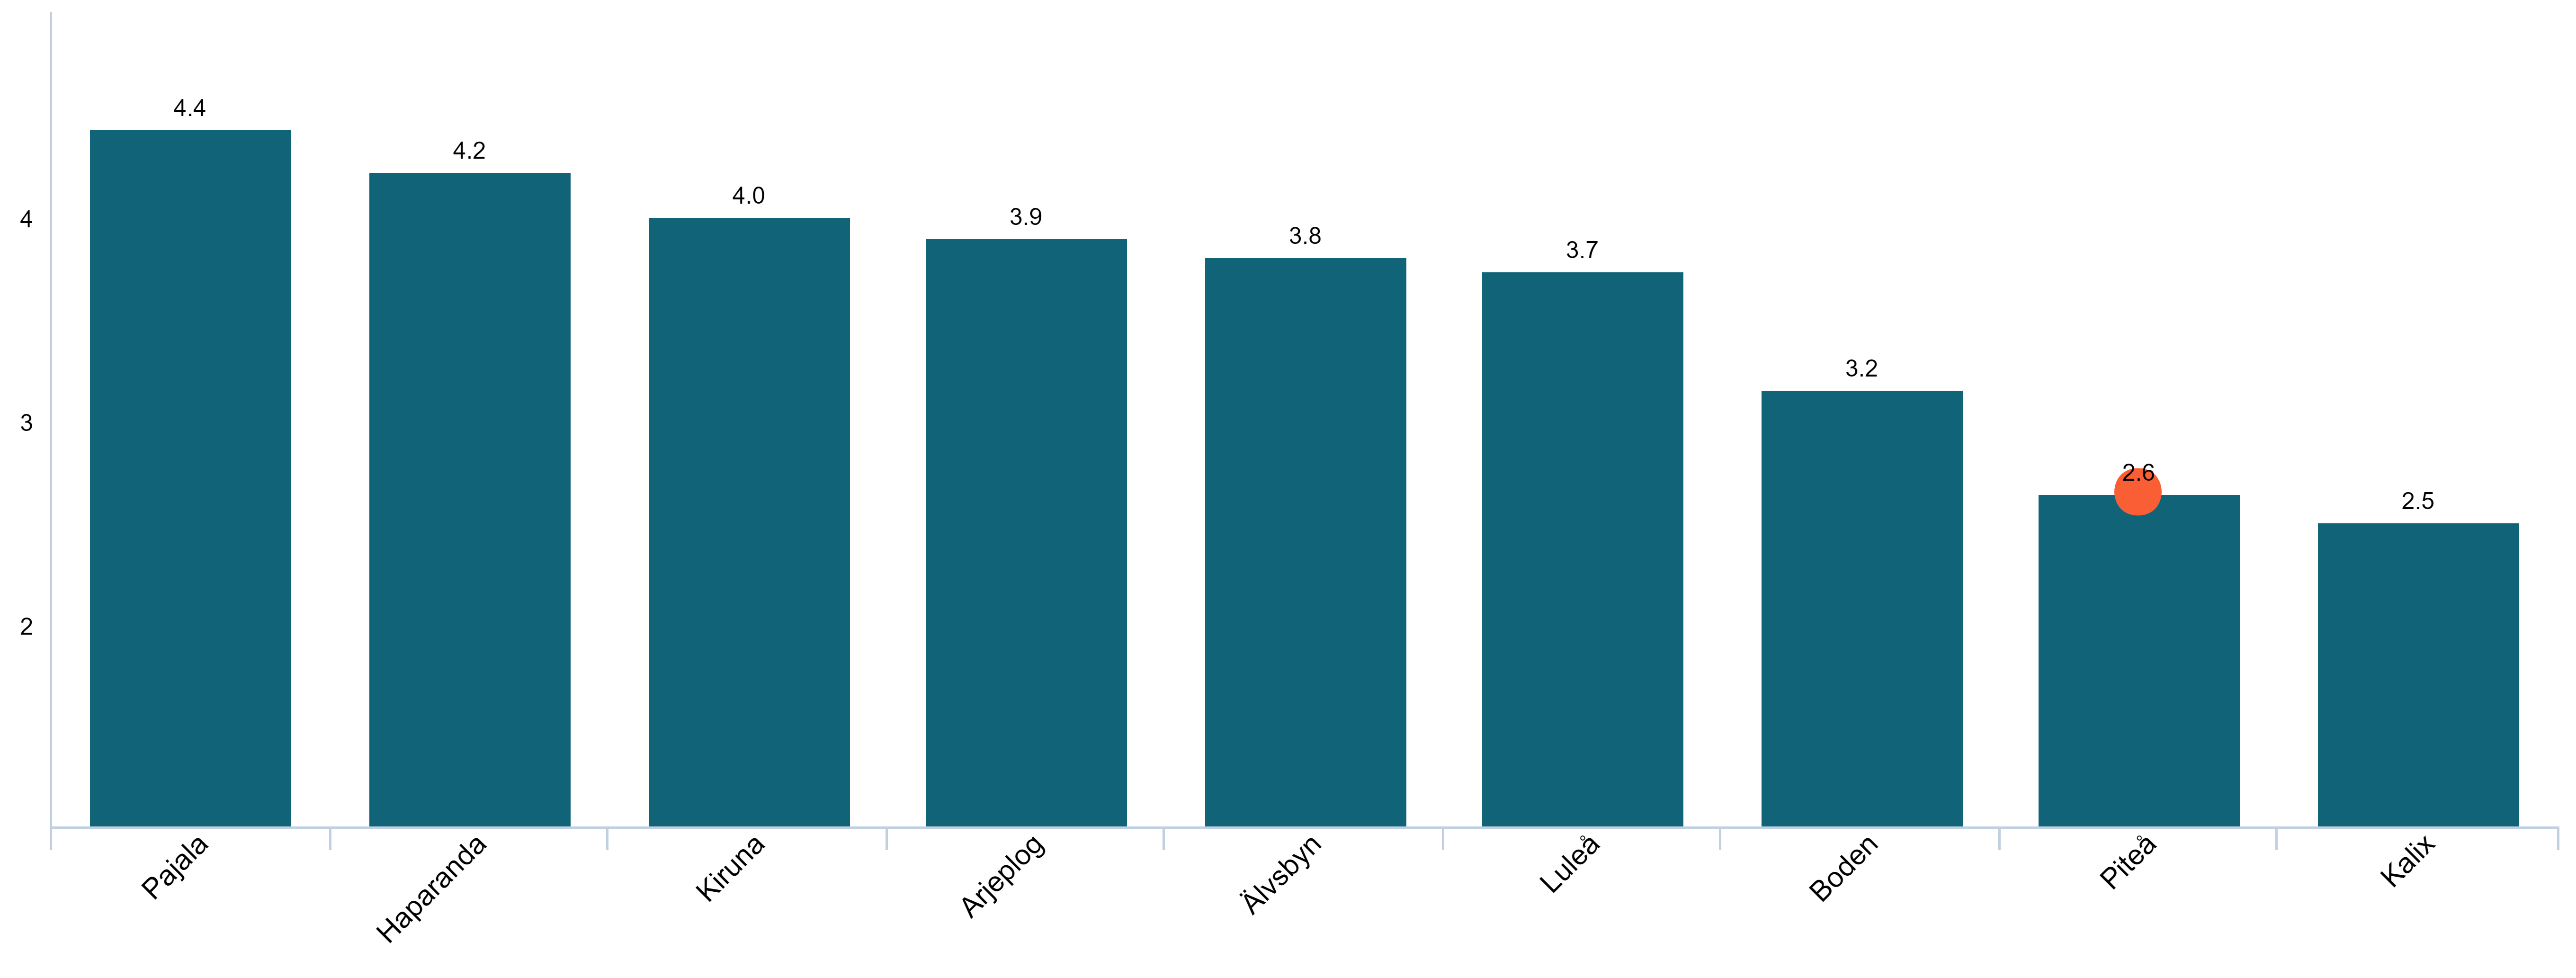 4.4
4.2
4.0
3.9
3.8
3.7
3.2
2.6
2.5
4
3
2
Pajala
Haparanda
Kiruna
Arjeplog
Älvsbyn
Luleå
Boden
Piteå
Kalix